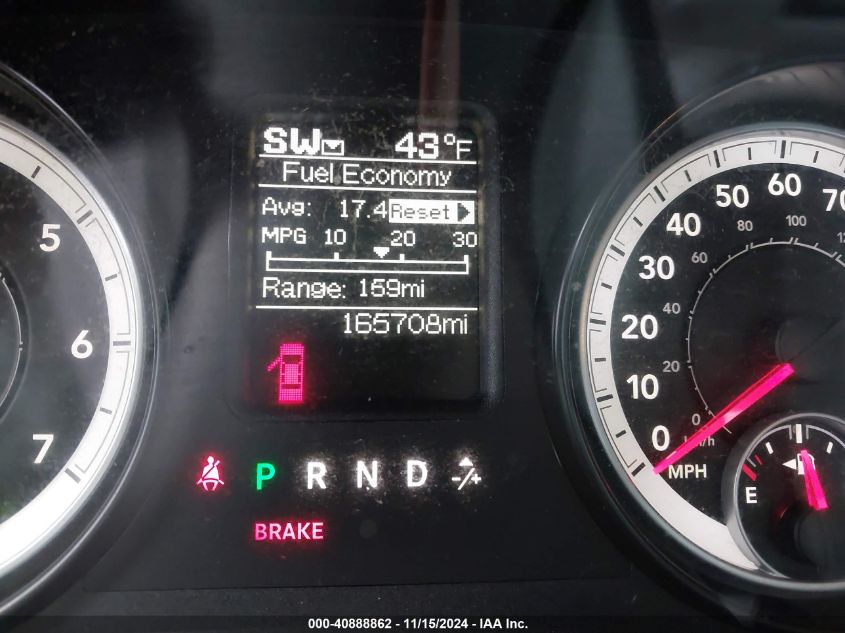 SW 43°F
Fuel Economy
Avg: 17.4 Reset
MPG 10 20 30
Range: 159mi
165708mi
5
6
7
P R N D -/+
BRAKE
0 10 20 30 40 50 60 70
0 20 40 60 80 100
km/h
MPH
E
000-40888862 - 11/15/2024 - IAA Inc.